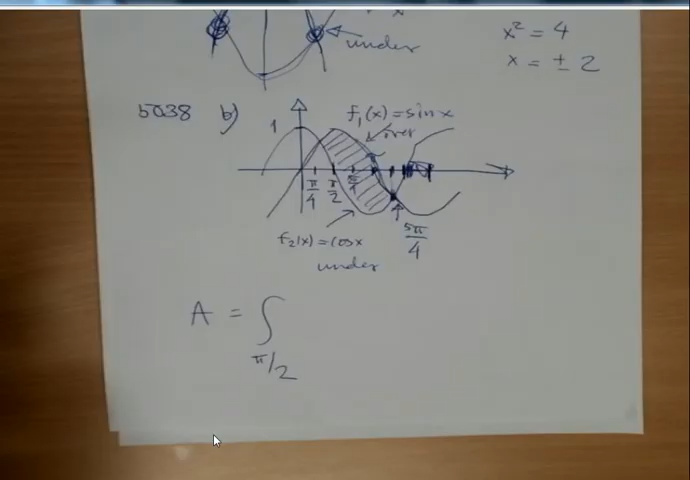 under
x² = 4
x = ± 2
5038 b)
f₁(x) = sin x
1
over
π/4 π/2
5π/4
f₂(x) = cos x
under
A = ∫
π/2